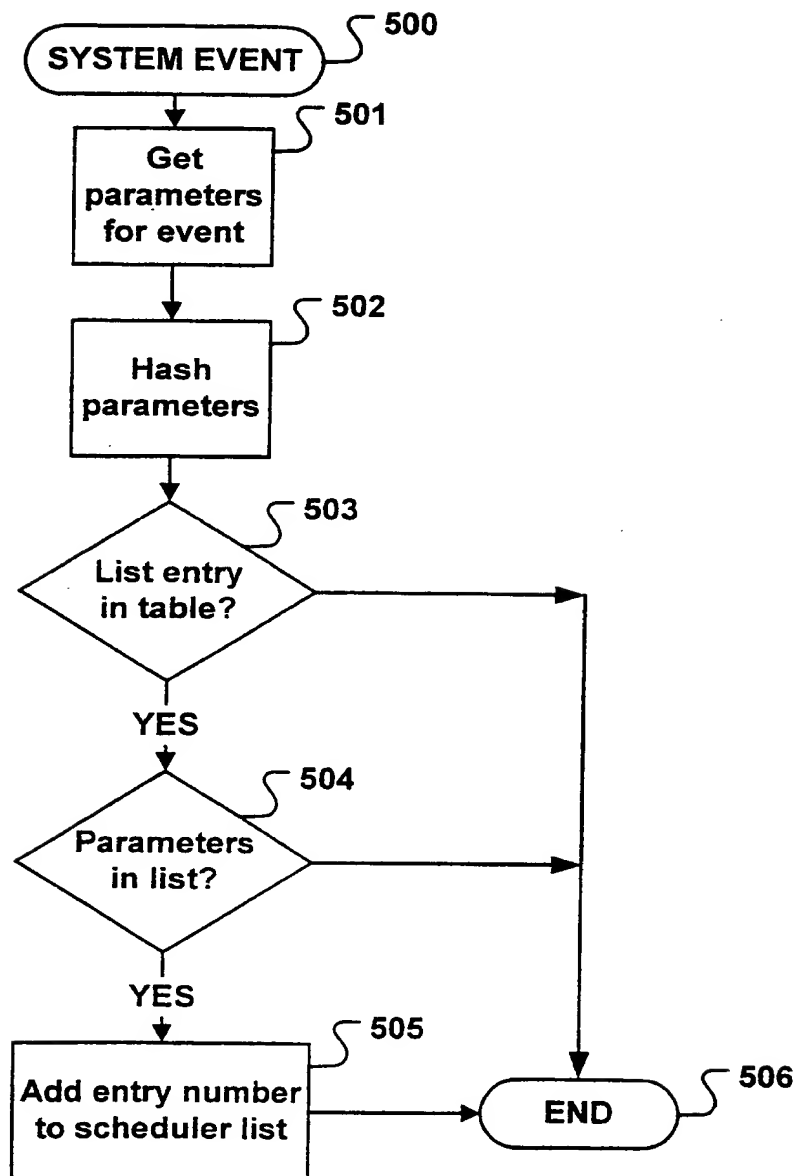 500
SYSTEM EVENT
501
Get
parameters
for event
502
Hash
parameters
503
List entry
in table?
YES
504
Parameters
in list?
YES
505
Add entry number
to scheduler list
END
506